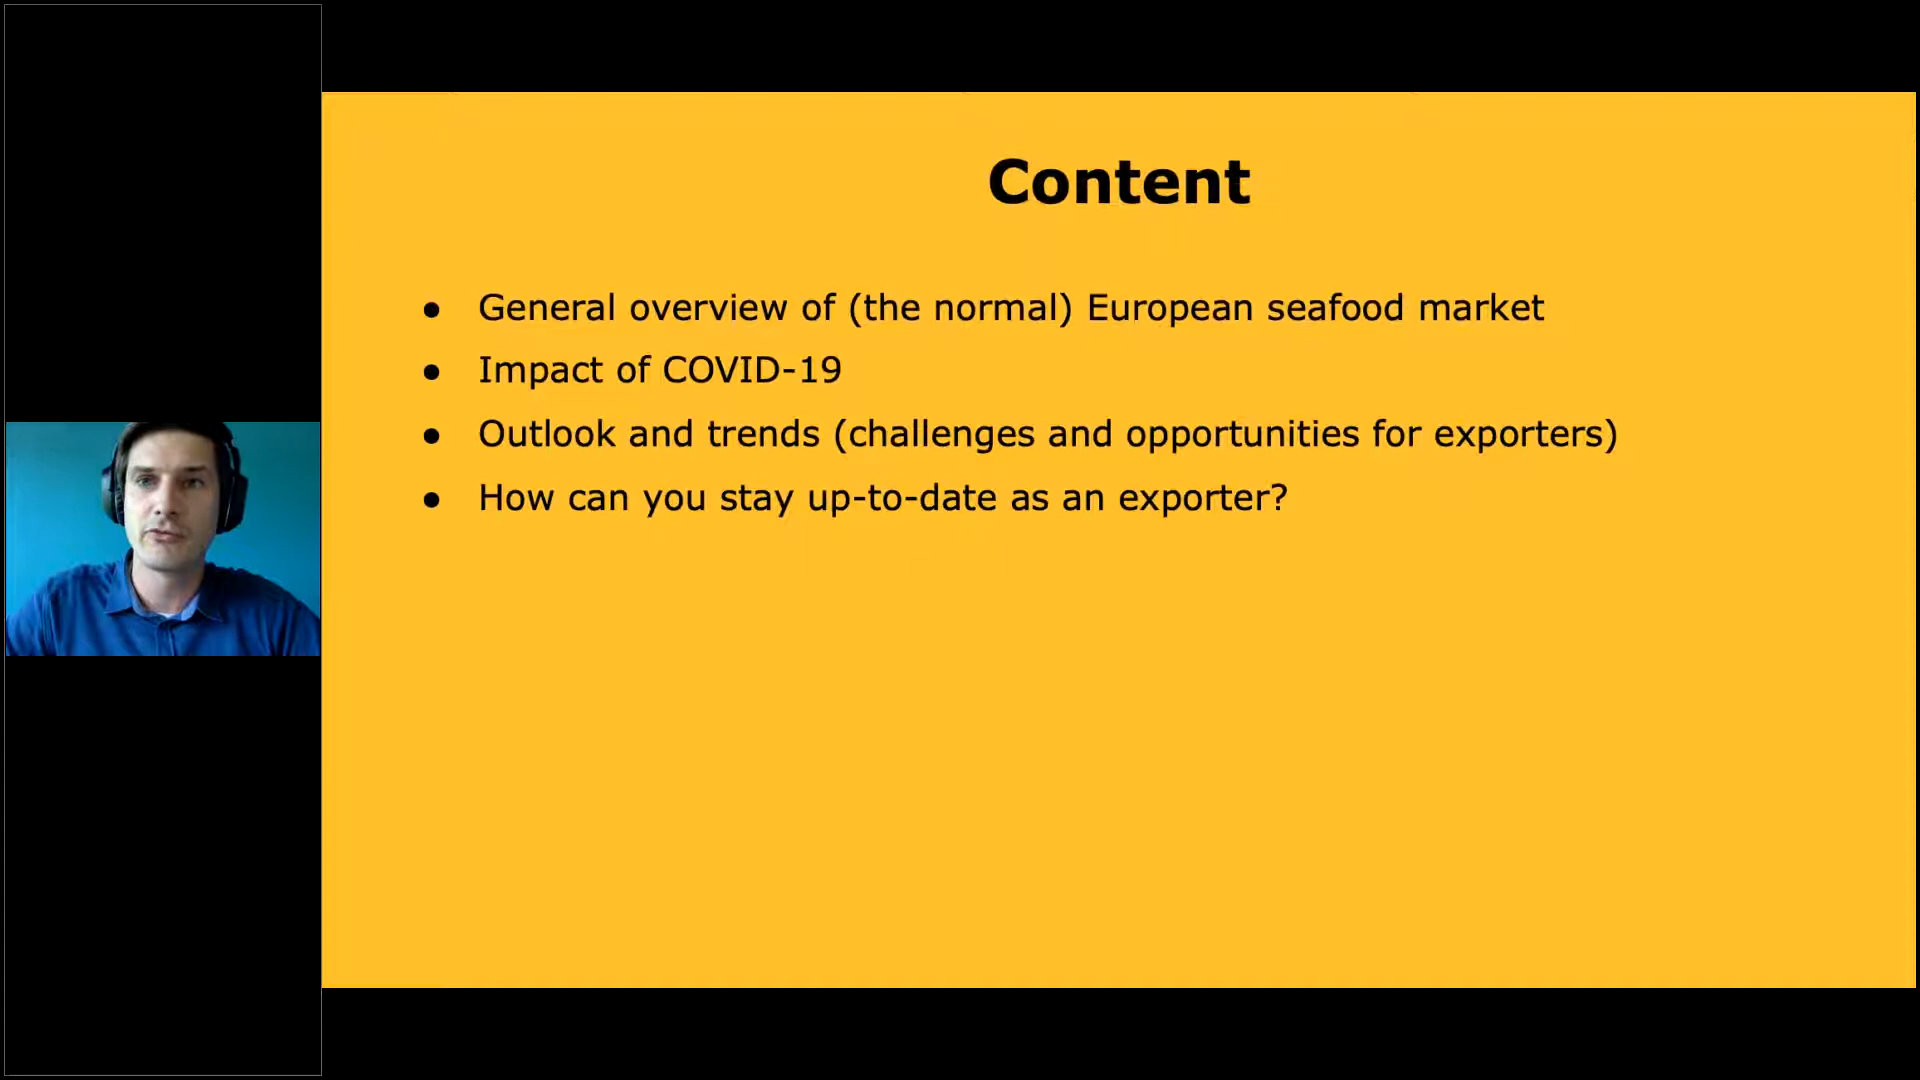 Content
● General overview of (the normal) European seafood market
● Impact of COVID-19
● Outlook and trends (challenges and opportunities for exporters)
● How can you stay up-to-date as an exporter?